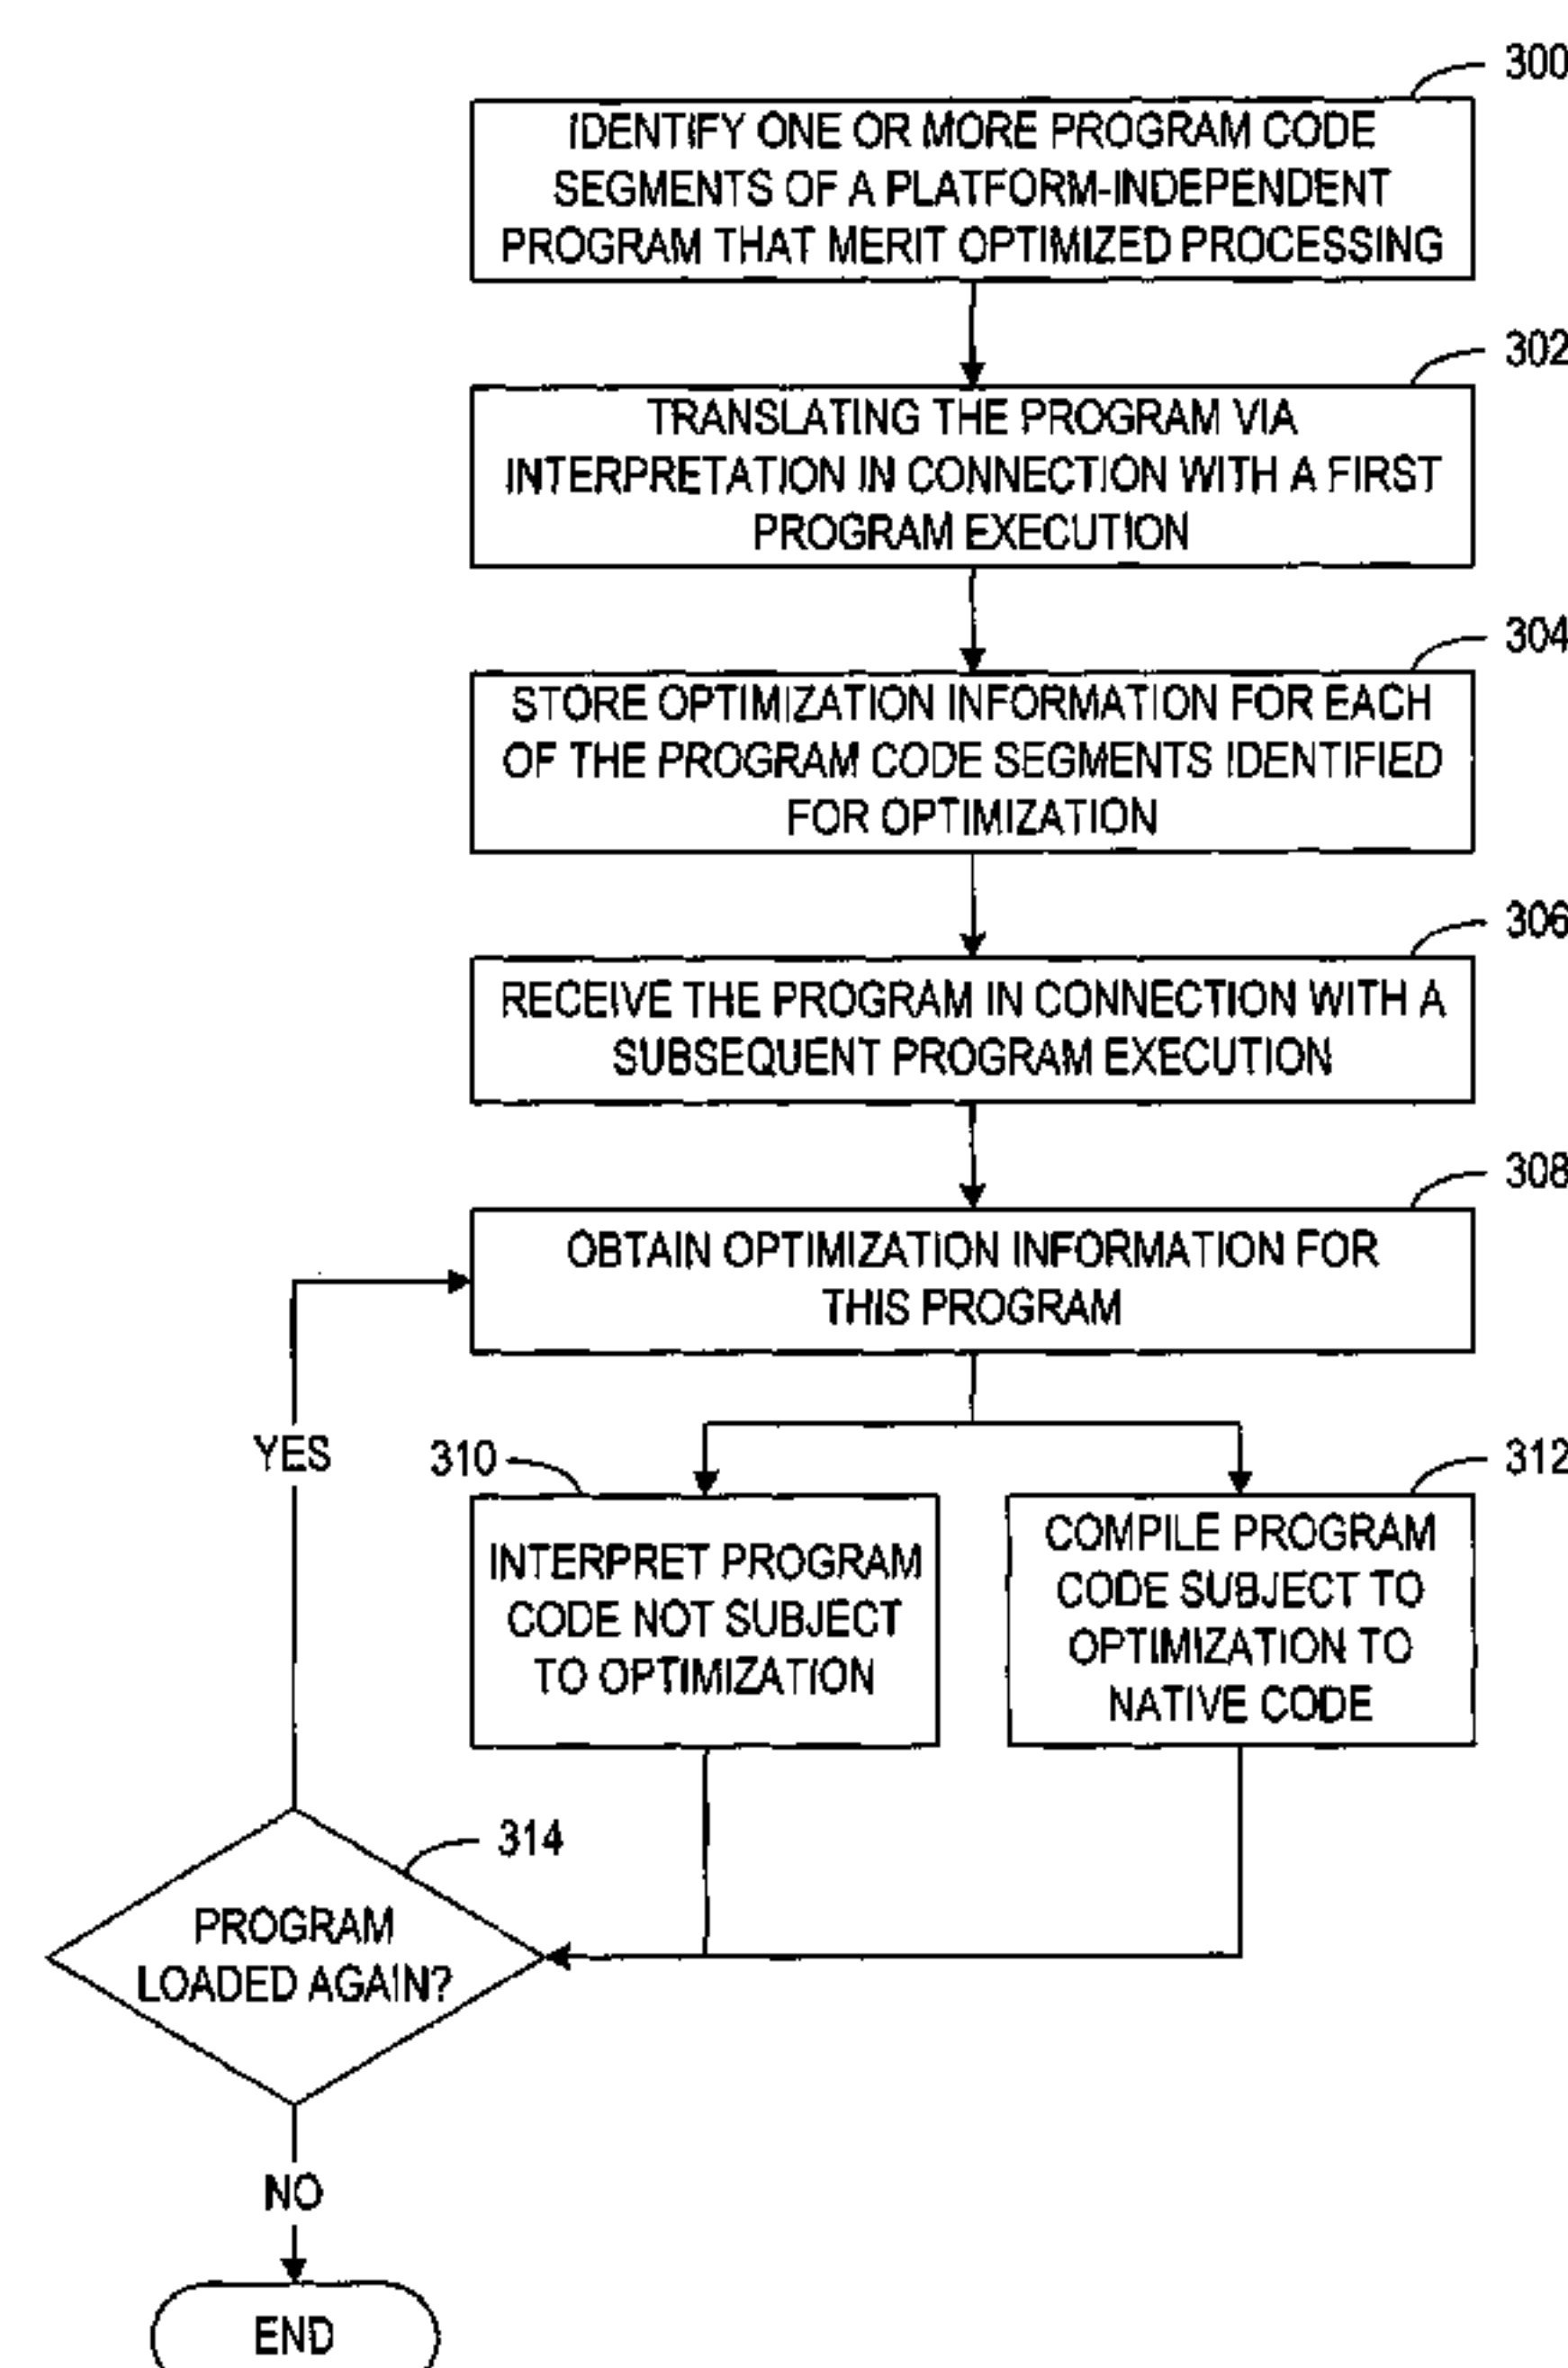 300
IDENTIFY ONE OR MORE PROGRAM CODE
SEGMENTS OF A PLATFORM-INDEPENDENT
PROGRAM THAT MERIT OPTIMIZED PROCESSING
302
TRANSLATING THE PROGRAM VIA
INTERPRETATION IN CONNECTION WITH A FIRST
PROGRAM EXECUTION
304
STORE OPTIMIZATION INFORMATION FOR EACH
OF THE PROGRAM CODE SEGMENTS IDENTIFIED
FOR OPTIMIZATION
306
RECEIVE THE PROGRAM IN CONNECTION WITH A
SUBSEQUENT PROGRAM EXECUTION
308
OBTAIN OPTIMIZATION INFORMATION FOR
THIS PROGRAM
YES
310
INTERPRET PROGRAM
CODE NOT SUBJECT
TO OPTIMIZATION
312
COMPILE PROGRAM
CODE SUBJECT TO
OPTIMIZATION TO
NATIVE CODE
314
PROGRAM
LOADED AGAIN?
NO
END